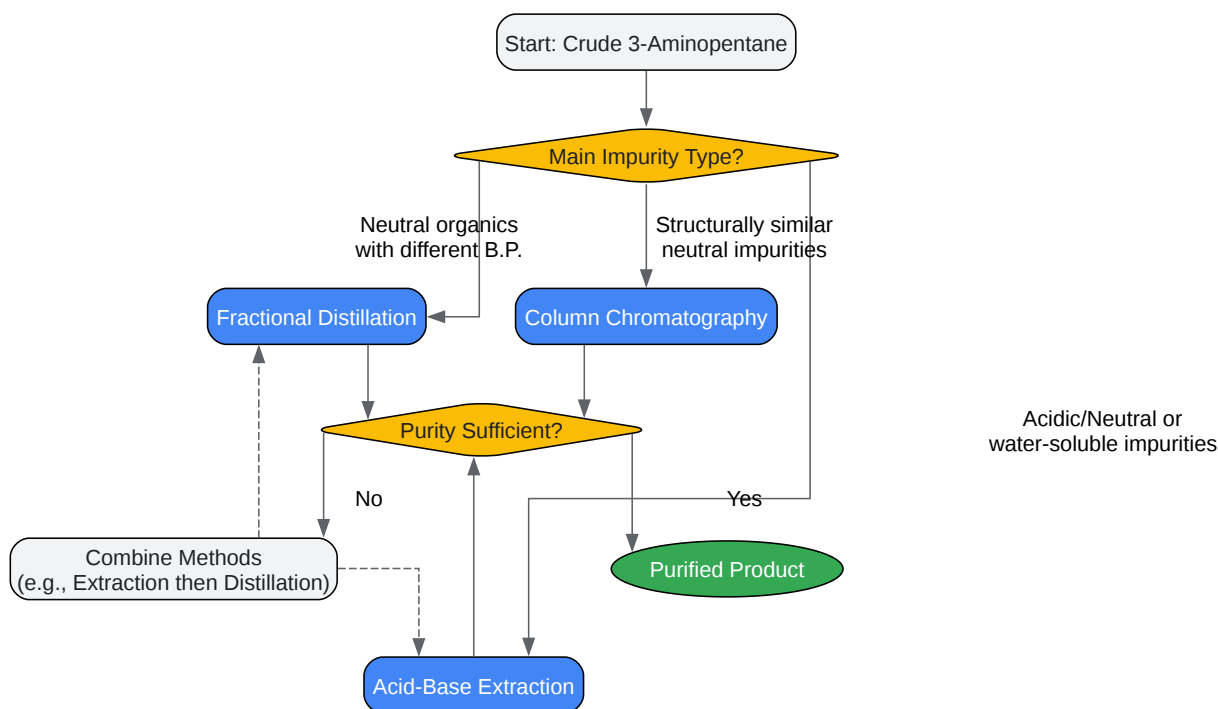 Start: Crude 3-Aminopentane
Main Impurity Type?
Neutral organics
with different B.P.
Structurally similar
neutral impurities
Fractional Distillation
Column Chromatography
Purity Sufficient?
Acidic/Neutral or
water-soluble impurities
No
Yes
Combine Methods
(e.g., Extraction then Distillation)
Purified Product
Acid-Base Extraction